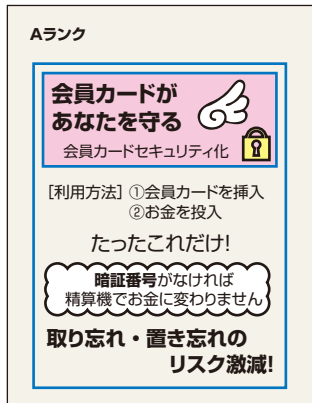 Aランク
会員カードが
あなたを守る
会員カードセキュリティ化
［利用方法］①会員カードを挿入
②お金を投入
たったこれだけ!
暗証番号がなければ
精算機でお金に変わりません
取り忘れ・置き忘れの
リスク激減!